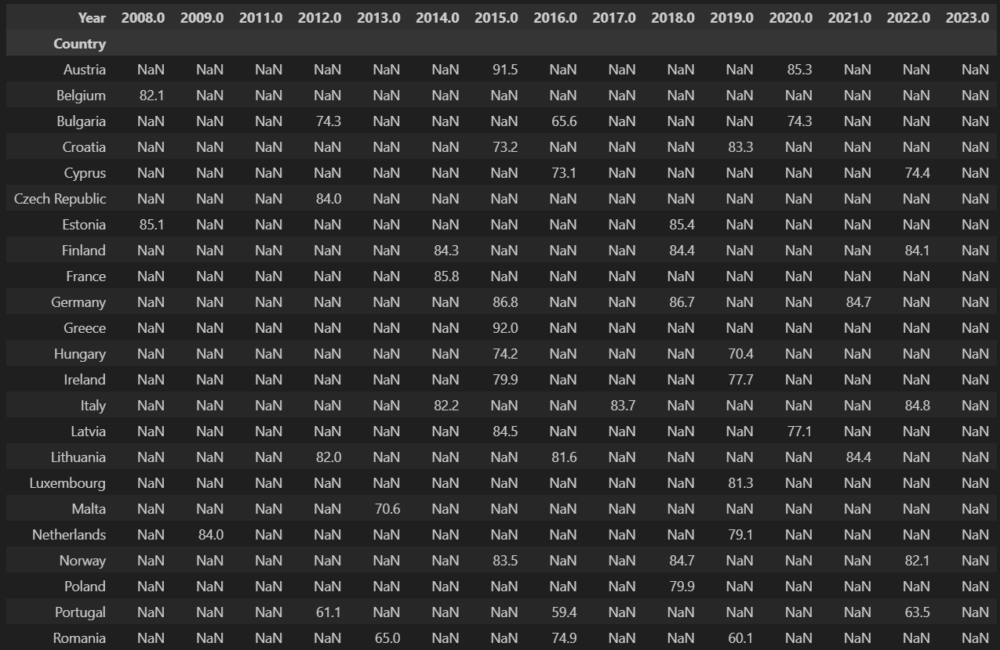 Year 2008.0 2009.0 2011.0 2012.0 2013.0 2014.0 2015.0 2016.0 2017.0 2018.0 2019.0 2020.0 2021.0 2022.0 2023.0
Country
Austria NaN NaN NaN NaN NaN NaN 91.5 NaN NaN NaN NaN 85.3 NaN NaN NaN
Belgium 82.1 NaN NaN NaN NaN NaN NaN NaN NaN NaN NaN NaN NaN NaN NaN
Bulgaria NaN NaN NaN 74.3 NaN NaN NaN 65.6 NaN NaN NaN 74.3 NaN NaN NaN
Croatia NaN NaN NaN NaN NaN NaN 73.2 NaN NaN NaN 83.3 NaN NaN NaN NaN
Cyprus NaN NaN NaN NaN NaN NaN NaN 73.1 NaN NaN NaN NaN NaN 74.4 NaN
Czech Republic NaN NaN NaN 84.0 NaN NaN NaN NaN NaN NaN NaN NaN NaN NaN NaN
Estonia 85.1 NaN NaN NaN NaN NaN NaN NaN NaN 85.4 NaN NaN NaN NaN NaN
Finland NaN NaN NaN NaN NaN 84.3 NaN NaN NaN 84.4 NaN NaN NaN 84.1 NaN
France NaN NaN NaN NaN NaN 85.8 NaN NaN NaN NaN NaN NaN NaN NaN NaN
Germany NaN NaN NaN NaN NaN NaN 86.8 NaN NaN 86.7 NaN NaN 84.7 NaN NaN
Greece NaN NaN NaN NaN NaN NaN 92.0 NaN NaN NaN NaN NaN NaN NaN NaN
Hungary NaN NaN NaN NaN NaN NaN 74.2 NaN NaN NaN 70.4 NaN NaN NaN NaN
Ireland NaN NaN NaN NaN NaN NaN 79.9 NaN NaN NaN 77.7 NaN NaN NaN NaN
Italy NaN NaN NaN NaN NaN 82.2 NaN NaN 83.7 NaN NaN NaN NaN 84.8 NaN
Latvia NaN NaN NaN NaN NaN NaN 84.5 NaN NaN NaN NaN 77.1 NaN NaN NaN
Lithuania NaN NaN NaN 82.0 NaN NaN NaN 81.6 NaN NaN NaN NaN 84.4 NaN NaN
Luxembourg NaN NaN NaN NaN NaN NaN NaN NaN NaN NaN 81.3 NaN NaN NaN NaN
Malta NaN NaN NaN NaN 70.6 NaN NaN NaN NaN NaN NaN NaN NaN NaN NaN
Netherlands NaN 84.0 NaN NaN NaN NaN NaN NaN NaN NaN 79.1 NaN NaN NaN NaN
Norway NaN NaN NaN NaN NaN NaN 83.5 NaN NaN 84.7 NaN NaN NaN 82.1 NaN
Poland NaN NaN NaN NaN NaN NaN NaN NaN NaN 79.9 NaN NaN NaN NaN NaN
Portugal NaN NaN NaN 61.1 NaN NaN NaN 59.4 NaN NaN NaN NaN NaN 63.5 NaN
Romania NaN NaN NaN NaN 65.0 NaN NaN 74.9 NaN NaN 60.1 NaN NaN NaN NaN